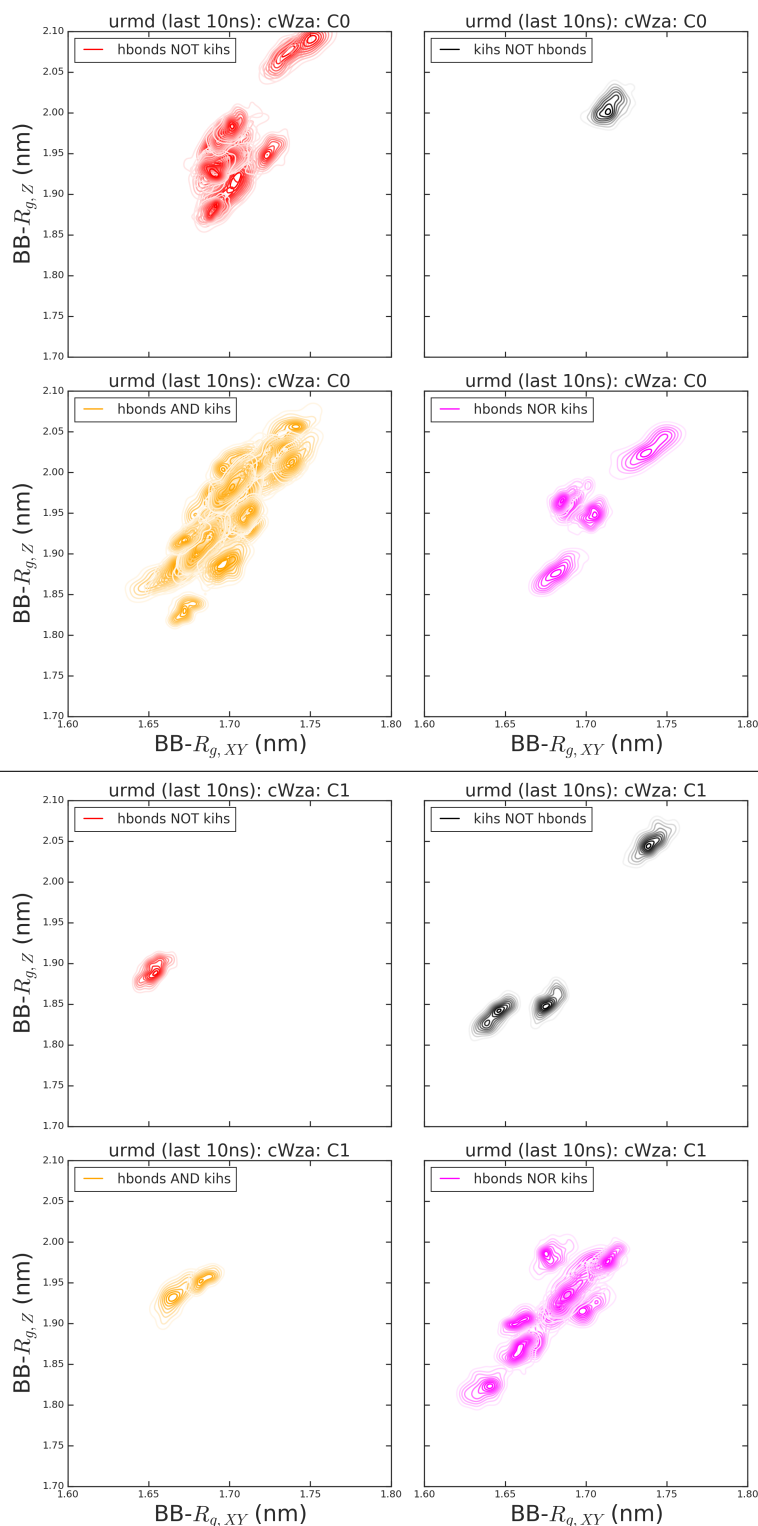 urmd (last 10ns): cWza: C0
hbonds NOT kihs
2.10
2.05
2.00
1.95
1.90
1.85
1.80
1.75
1.70
BB-R_{g,Z} (nm)
urmd (last 10ns): cWza: C0
kihs NOT hbonds
urmd (last 10ns): cWza: C0
hbonds AND kihs
2.10
2.05
2.00
1.95
1.90
1.85
1.80
1.75
1.70
BB-R_{g,Z} (nm)
1.60 1.65 1.70 1.75 1.80
BB-R_{g,XY} (nm)
urmd (last 10ns): cWza: C0
hbonds NOR kihs
1.60 1.65 1.70 1.75 1.80
BB-R_{g,XY} (nm)
urmd (last 10ns): cWza: C1
hbonds NOT kihs
2.10
2.05
2.00
1.95
1.90
1.85
1.80
1.75
1.70
BB-R_{g,Z} (nm)
urmd (last 10ns): cWza: C1
kihs NOT hbonds
urmd (last 10ns): cWza: C1
hbonds AND kihs
2.10
2.05
2.00
1.95
1.90
1.85
1.80
1.75
1.70
BB-R_{g,Z} (nm)
1.60 1.65 1.70 1.75 1.80
BB-R_{g,XY} (nm)
urmd (last 10ns): cWza: C1
hbonds NOR kihs
1.60 1.65 1.70 1.75 1.80
BB-R_{g,XY} (nm)